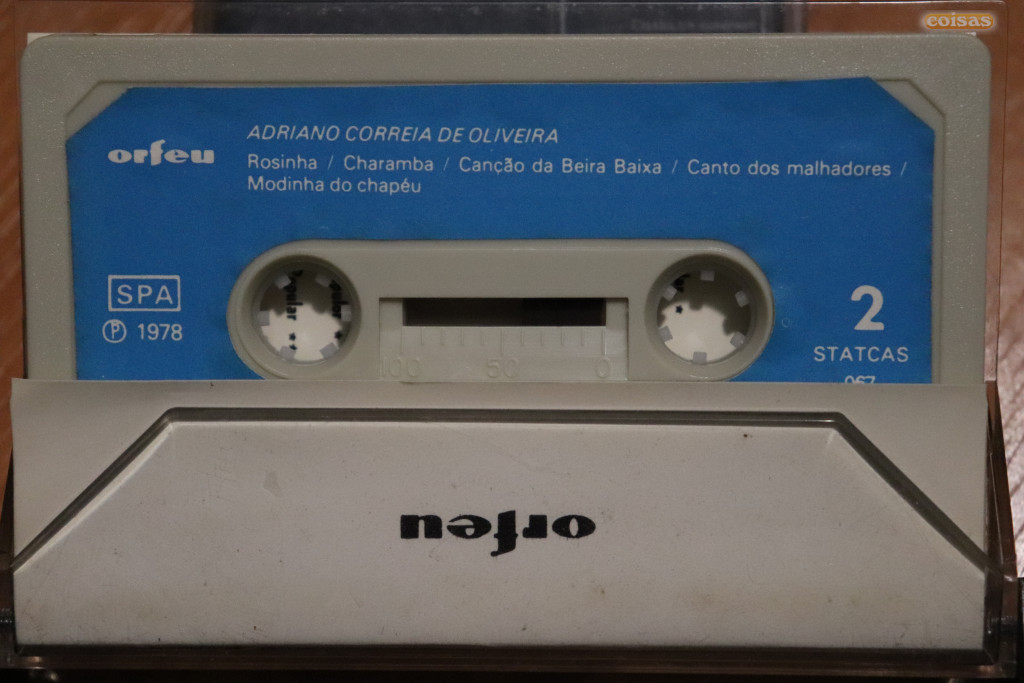 coisas
ADRIANO CORREIA DE OLIVEIRA
orfeu
Rosinha / Charamba / Canção da Beira Baixa / Canto dos malhadores /
Modinha do chapéu
SPA
Ⓟ 1978
2
STATCAS
067
100 50 0
orfeu